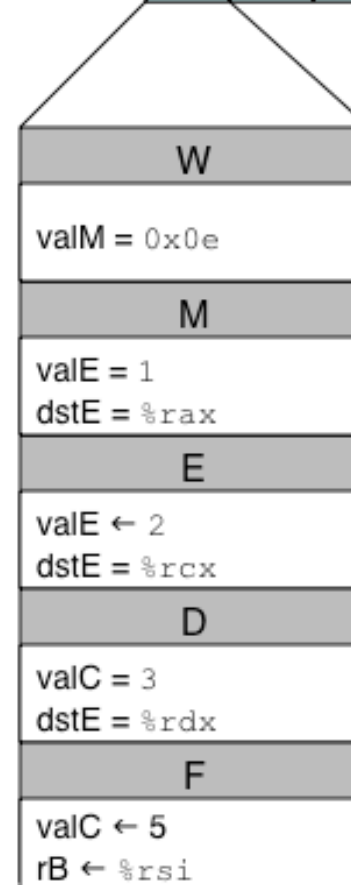 W
valM = 0x0e
M
valE = 1
dstE = %rax
E
valE ← 2
dstE = %rcx
D
valC = 3
dstE = %rdx
F
valC ← 5
rB ← %rsi